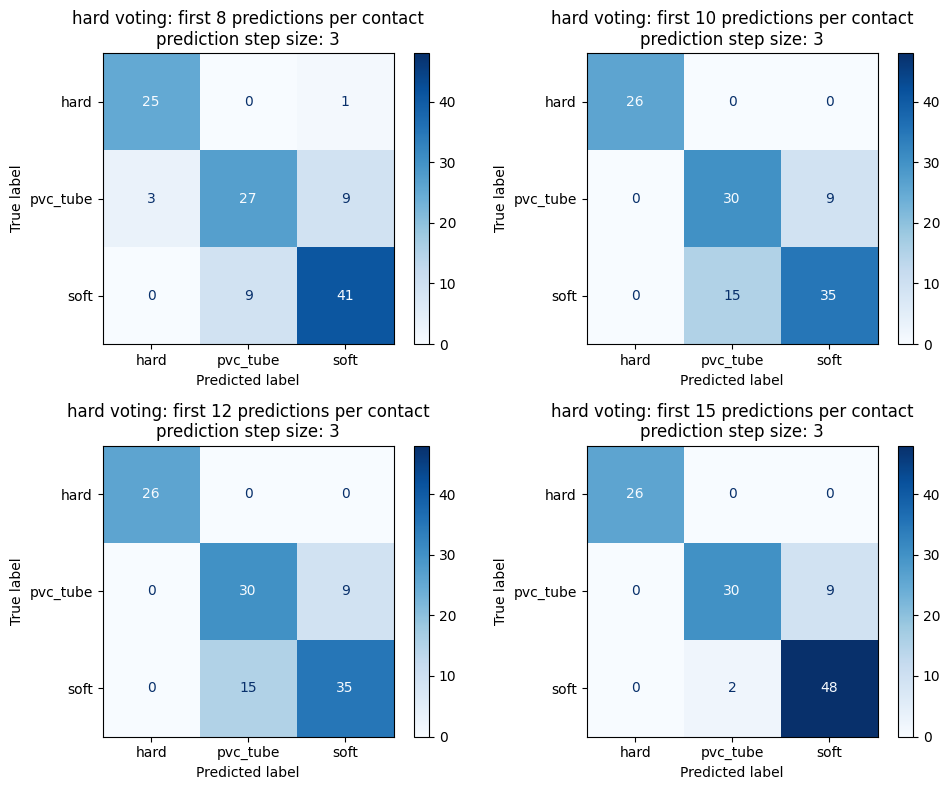 hard voting: first 8 predictions per contact
prediction step size: 3
hard
25
0
1
pvc_tube
3
27
9
soft
0
9
41
hard
pvc_tube
soft
True label
Predicted label
40
30
20
10
0
hard voting: first 10 predictions per contact
prediction step size: 3
hard
26
0
0
pvc_tube
0
30
9
soft
0
15
35
hard
pvc_tube
soft
True label
Predicted label
40
30
20
10
0
hard voting: first 12 predictions per contact
prediction step size: 3
hard
26
0
0
pvc_tube
0
30
9
soft
0
15
35
hard
pvc_tube
soft
True label
Predicted label
40
30
20
10
0
hard voting: first 15 predictions per contact
prediction step size: 3
hard
26
0
0
pvc_tube
0
30
9
soft
0
2
48
hard
pvc_tube
soft
True label
Predicted label
40
30
20
10
0